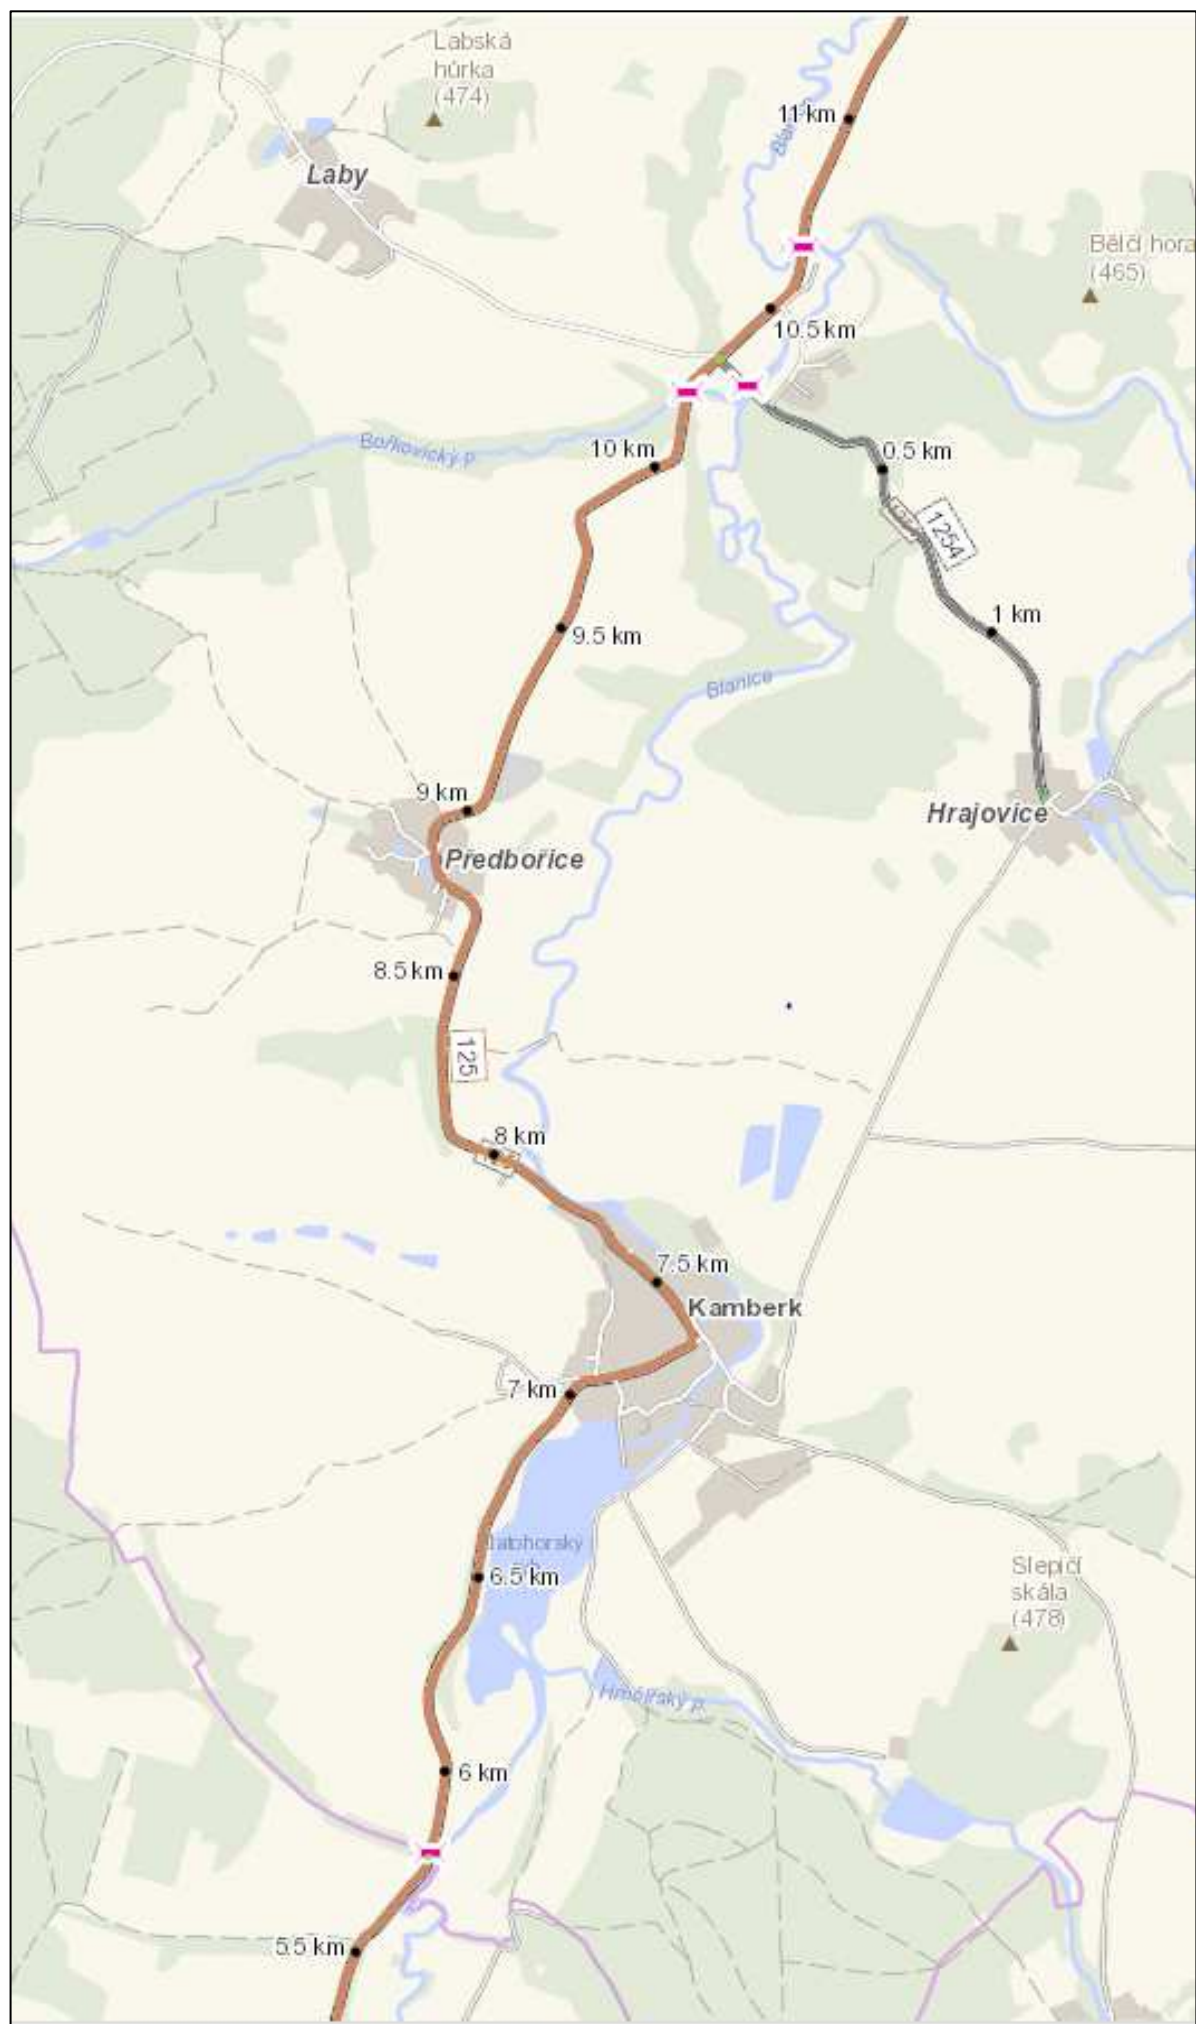 Labská
hůrka
(474)
11 km
Laby
Bělčí hora
(465)
10.5 km
Bořkovický p.
10 km
0.5 km
1254
1 km
9.5 km
Blanice
9 km
Hrajovice
Předbořice
8.5 km
125
8 km
7.5 km
Kamberk
7 km
6.5 km
Slepičí
skála
(478)
6 km
5.5 km